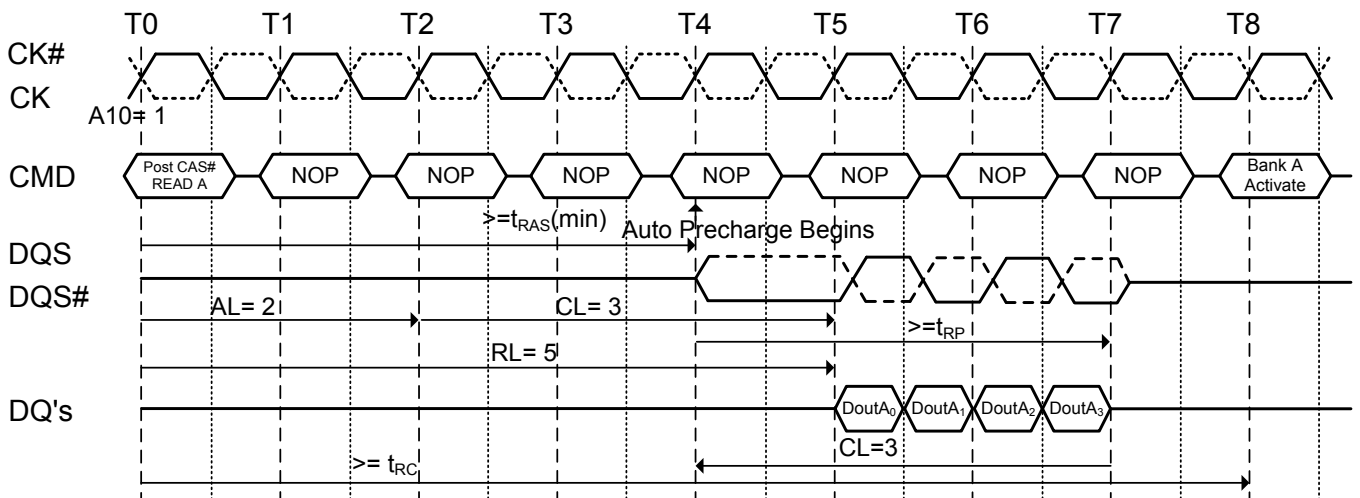 T0 T1 T2 T3 T4 T5 T6 T7 T8
CK#
CK
A10= 1
CMD
Post CAS#
READ A
NOP NOP NOP NOP NOP NOP NOP
Bank A
Activate
>=tRAS(min)
Auto Precharge Begins
DQS
DQS#
AL= 2
CL= 3
>=tRP
RL= 5
DQ's
DoutA0 DoutA1 DoutA2 DoutA3
CL=3
>= tRC